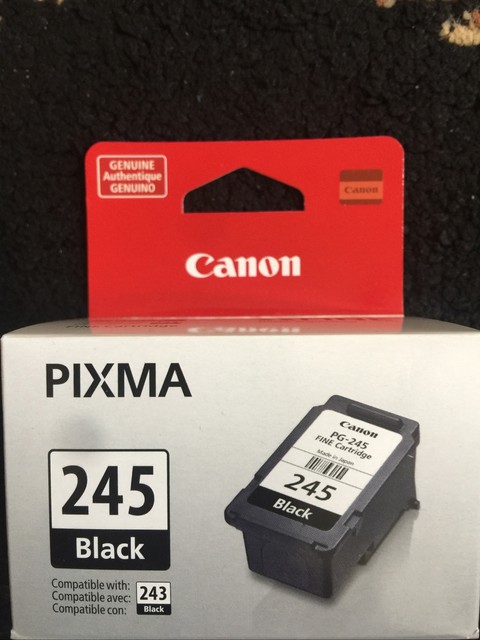 GENUINE
Authentique
GENUINO
Canon
Canon
Cartridge
PIXMA
245
Black
Canon
PG-245
FINE Cartridge
Made in Japan
245
Black
Compatible with:
Compatible avec:
Compatible con:
243
Black